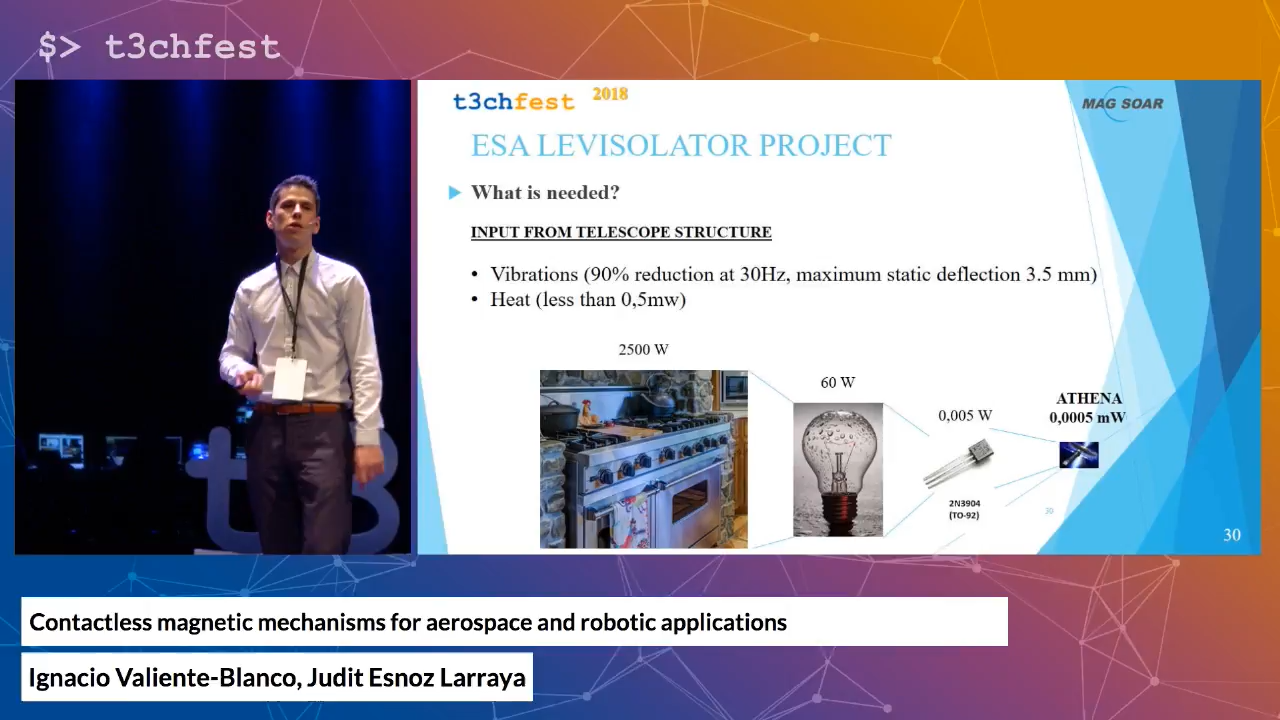 $> t3chfest
t3chfest 2018
MAG SOAR
ESA LEVISOLATOR PROJECT
What is needed?
INPUT FROM TELESCOPE STRUCTURE
• Vibrations (90% reduction at 30Hz, maximum static deflection 3.5 mm)
• Heat (less than 0,5mw)
2500 W
60 W
0,005 W
ATHENA
0,0005 mW
2N3904
(TO-92)
30
30
t3
Contactless magnetic mechanisms for aerospace and robotic applications
Ignacio Valiente-Blanco, Judit Esnoz Larraya